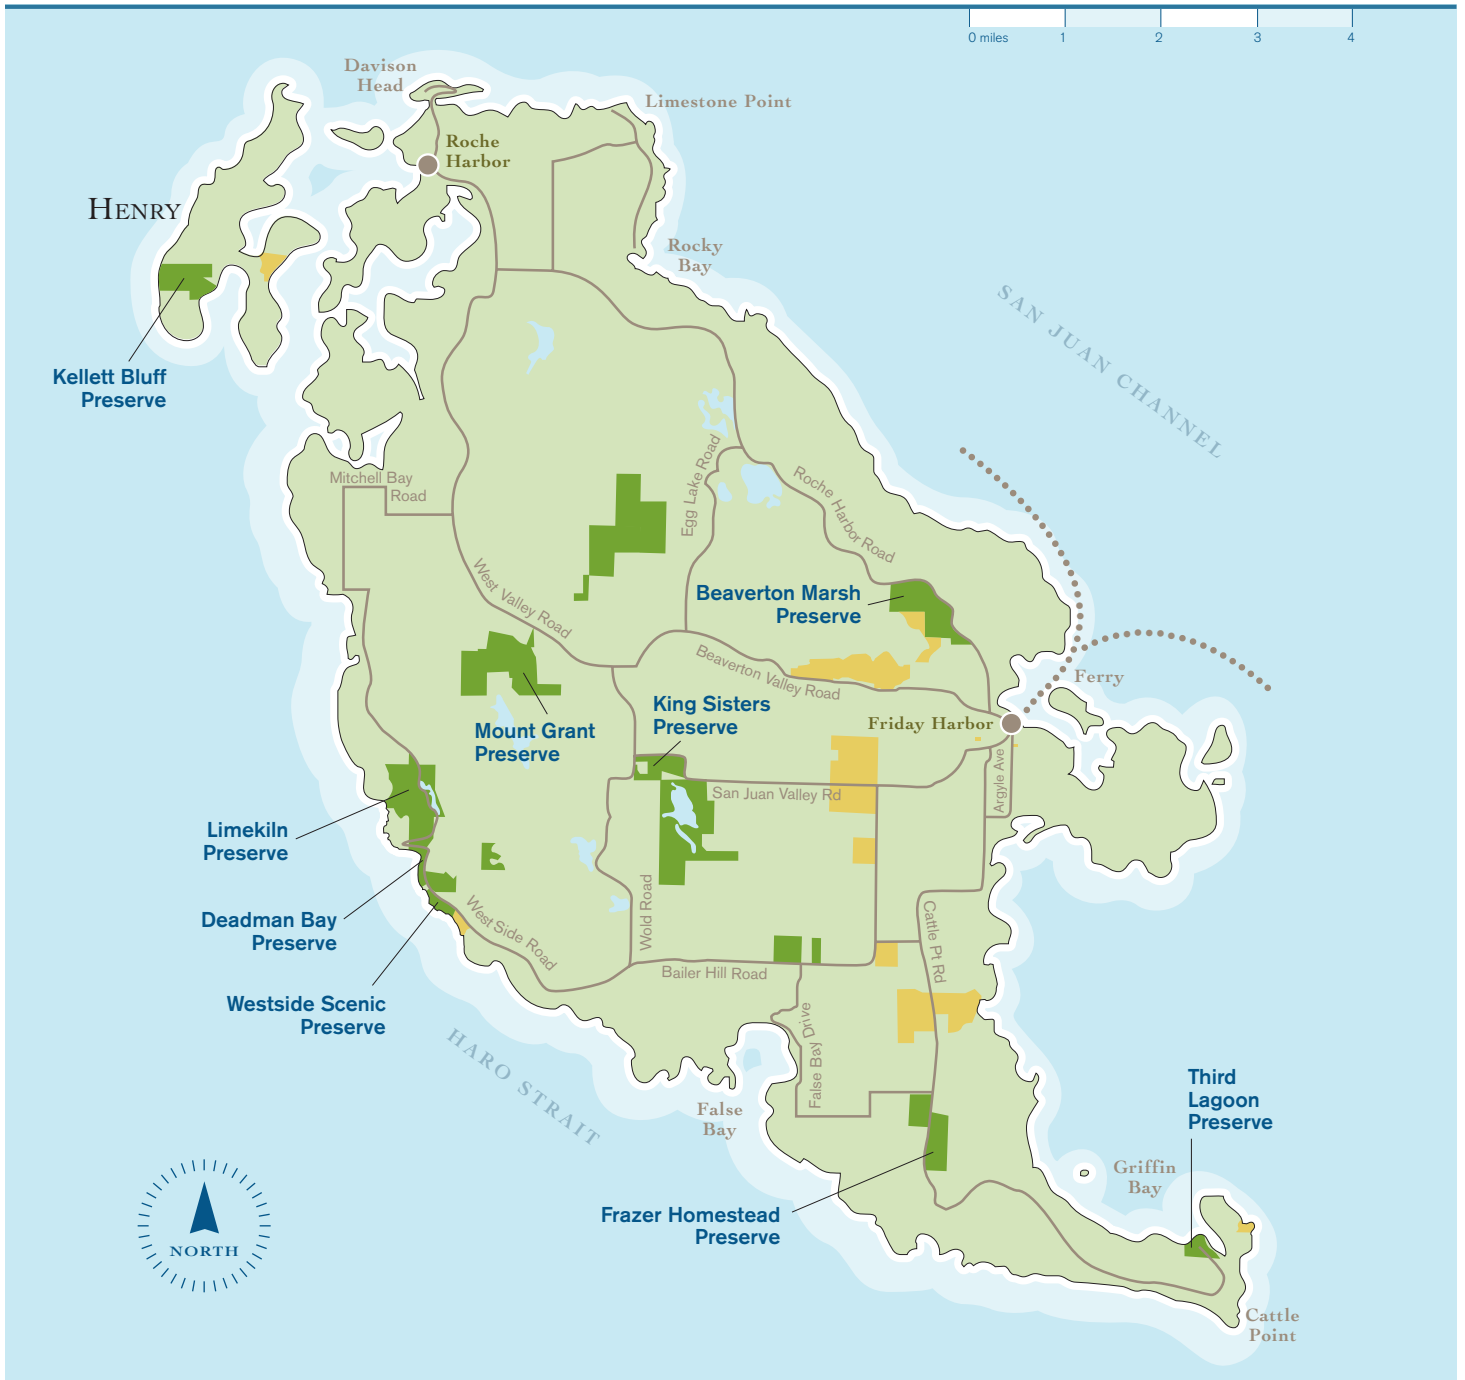 0 miles 1 2 3 4
Davison
Head
Limestone Point
Roche
Harbor
HENRY
Rocky
Bay
SAN JUAN CHANNEL
Kellett Bluff
Preserve
Mitchell Bay
Road
Egg Lake Road
Roche Harbor Road
West Valley Road
Beaverton Marsh
Preserve
Beaverton Valley Road
Ferry
King Sisters
Preserve
Friday Harbor
Mount Grant
Preserve
San Juan Valley Rd
Argyle Ave
Limekiln
Preserve
Deadman Bay
Preserve
West Side Road
Wold Road
Cattle Pt Rd
Bailer Hill Road
Westside Scenic
Preserve
HARO STRAIT
False Bay Drive
False
Bay
Third
Lagoon
Preserve
Griffin
Bay
Frazer Homestead
Preserve
NORTH
Cattle
Point